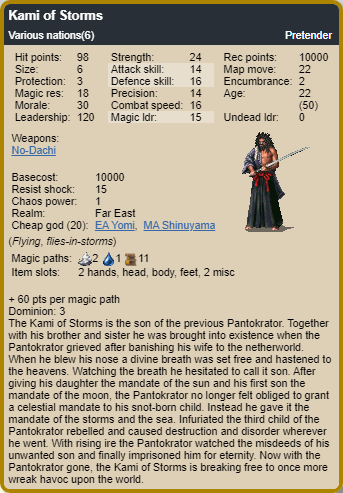 Kami of Storms
Various nations(6) Pretender
Hit points: 98 Strength: 24 Rec points: 10000
Size: 6 Attack skill: 14 Map move: 22
Protection: 3 Defence skill: 16 Encumbrance: 2
Magic res: 18 Precision: 14 Age: 22
Morale: 30 Combat speed: 16 (50)
Leadership: 120 Magic ldr: 15 Undead ldr: 0
Weapons:
No-Dachi
Basecost: 10000
Resist shock: 15
Chaos power: 1
Realm: Far East
Cheap god (20): EA Yomi, MA Shinuyama
(Flying, flies-in-storms)
Magic paths: 2 1 11
Item slots: 2 hands, head, body, feet, 2 misc
+ 60 pts per magic path
Dominion: 3
The Kami of Storms is the son of the previous Pantokrator. Together
with his brother and sister he was brought into existence when the
Pantokrator purified himself after banishing his wife to the netherworld.
When he blew his nose a divine breath was set free and hastened to
the heavens. Watching the breath he hesitated to call it son. After
giving his daughter the mandate of the sun and his first son the
mandate of the moon, the Pantokrator no longer felt obliged to grant
a celestial mandate to his snot-born child. Instead he gave it the
mandate of the storms and the sea. Infuriated the third child of the
Pantokrator rebelled and caused destruction and disorder wherever
he went. With rising ire the Pantokrator watched the misdeeds of his
unwanted son and finally imprisoned him for eternity. Now with the
Pantokrator gone, the Kami of Storms is breaking free to once more
wreak havoc upon the world.